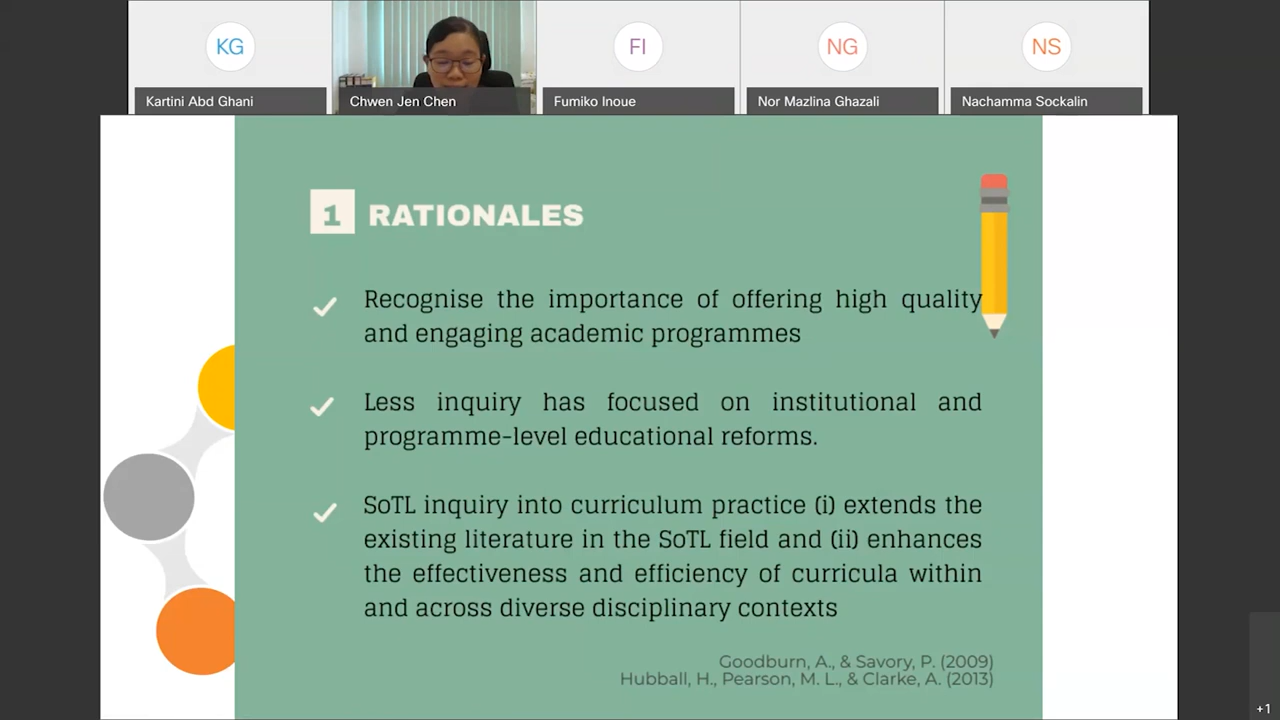 KG
FI
NG
NS
Kartini Abd Ghani
Chwen Jen Chen
Fumiko Inoue
Nor Mazlina Ghazali
Nachamma Sockalin
1 RATIONALES
Recognise the importance of offering high quality
and engaging academic programmes
Less inquiry has focused on institutional and
programme-level educational reforms.
SoTL inquiry into curriculum practice (i) extends the
existing literature in the SoTL field and (ii) enhances
the effectiveness and efficiency of curricula within
and across diverse disciplinary contexts
Goodburn, A., & Savory, P. (2009)
Hubball, H., Pearson, M. L., & Clarke, A. (2013)
+1